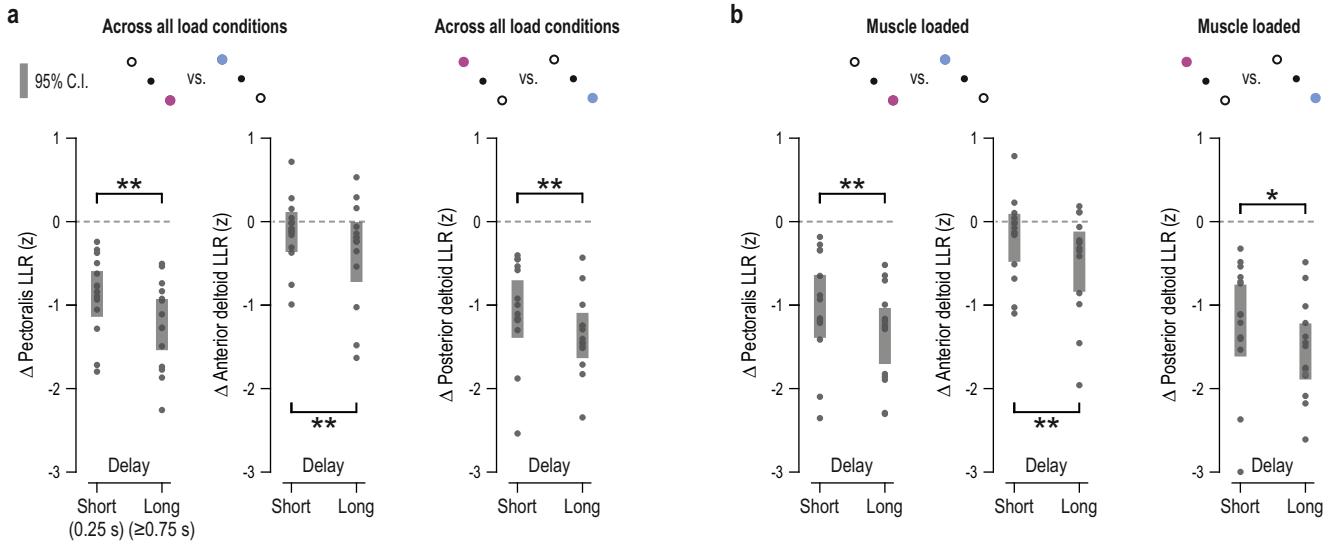 a
Across all load conditions
Across all load conditions
95% C.I.
vs.
vs.
Δ Pectoralis LLR (z)
1
0
-1
-2
-3
**
Delay
Short
(0.25 s)
Long
(≥0.75 s)
Δ Anterior deltoid LLR (z)
1
0
-1
-2
-3
**
Delay
Short
Long
Δ Posterior deltoid LLR (z)
1
0
-1
-2
-3
**
Delay
Short
Long
b
Muscle loaded
Muscle loaded
vs.
vs.
Δ Pectoralis LLR (z)
1
0
-1
-2
-3
**
Delay
Short
Long
Δ Anterior deltoid LLR (z)
1
0
-1
-2
-3
**
Delay
Short
Long
Δ Posterior deltoid LLR (z)
1
0
-1
-2
-3
*
Delay
Short
Long